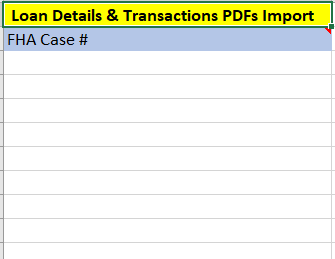 Loan Details & Transactions PDFs Import
FHA Case #